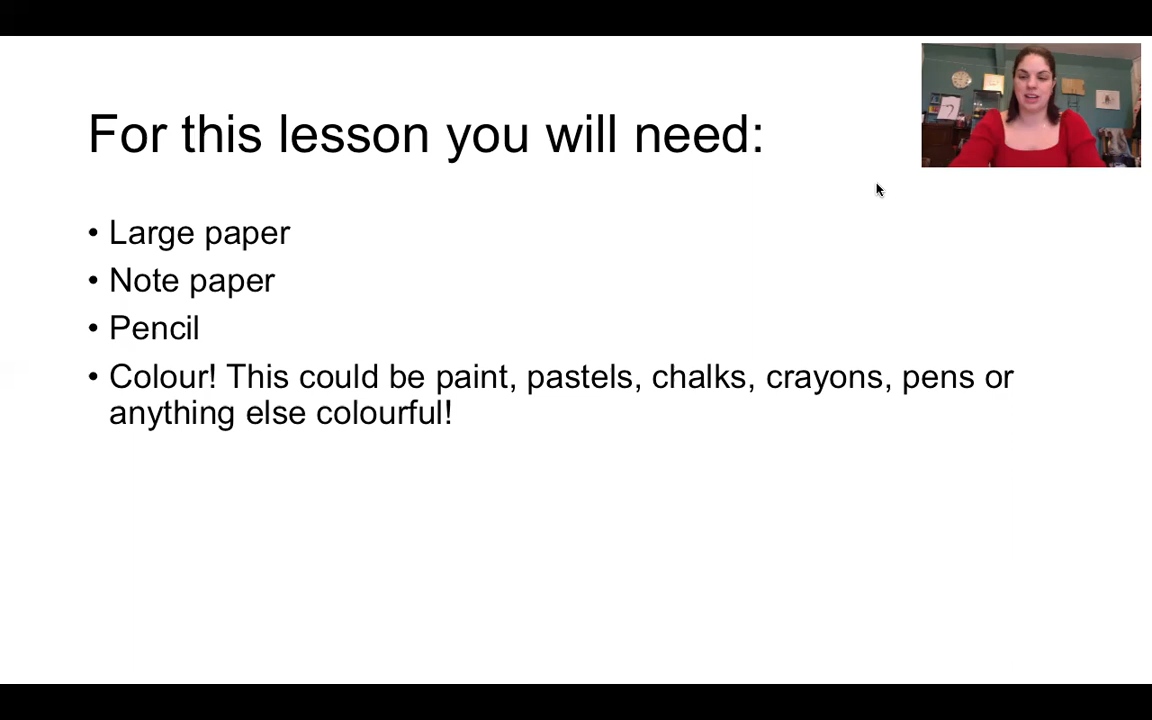 For this lesson you will need:
• Large paper
• Note paper
• Pencil
• Colour! This could be paint, pastels, chalks, crayons, pens or
anything else colourful!